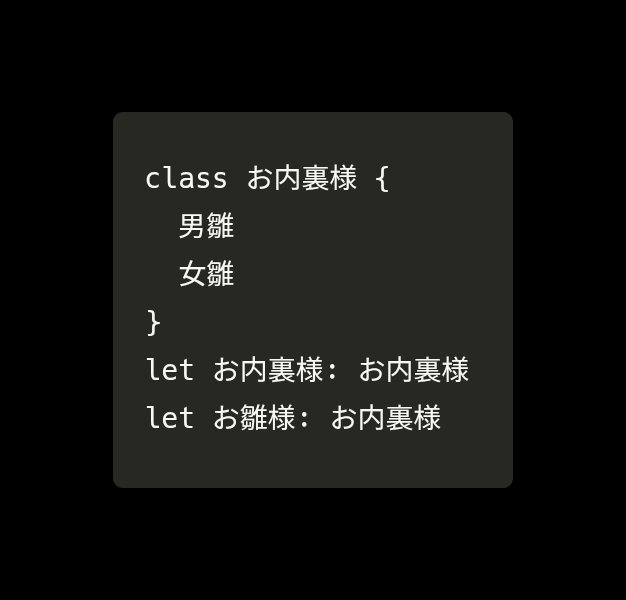 class お内裏様 {
  男雛
  女雛
}
let お内裏様: お内裏様
let お雛様: お内裏様